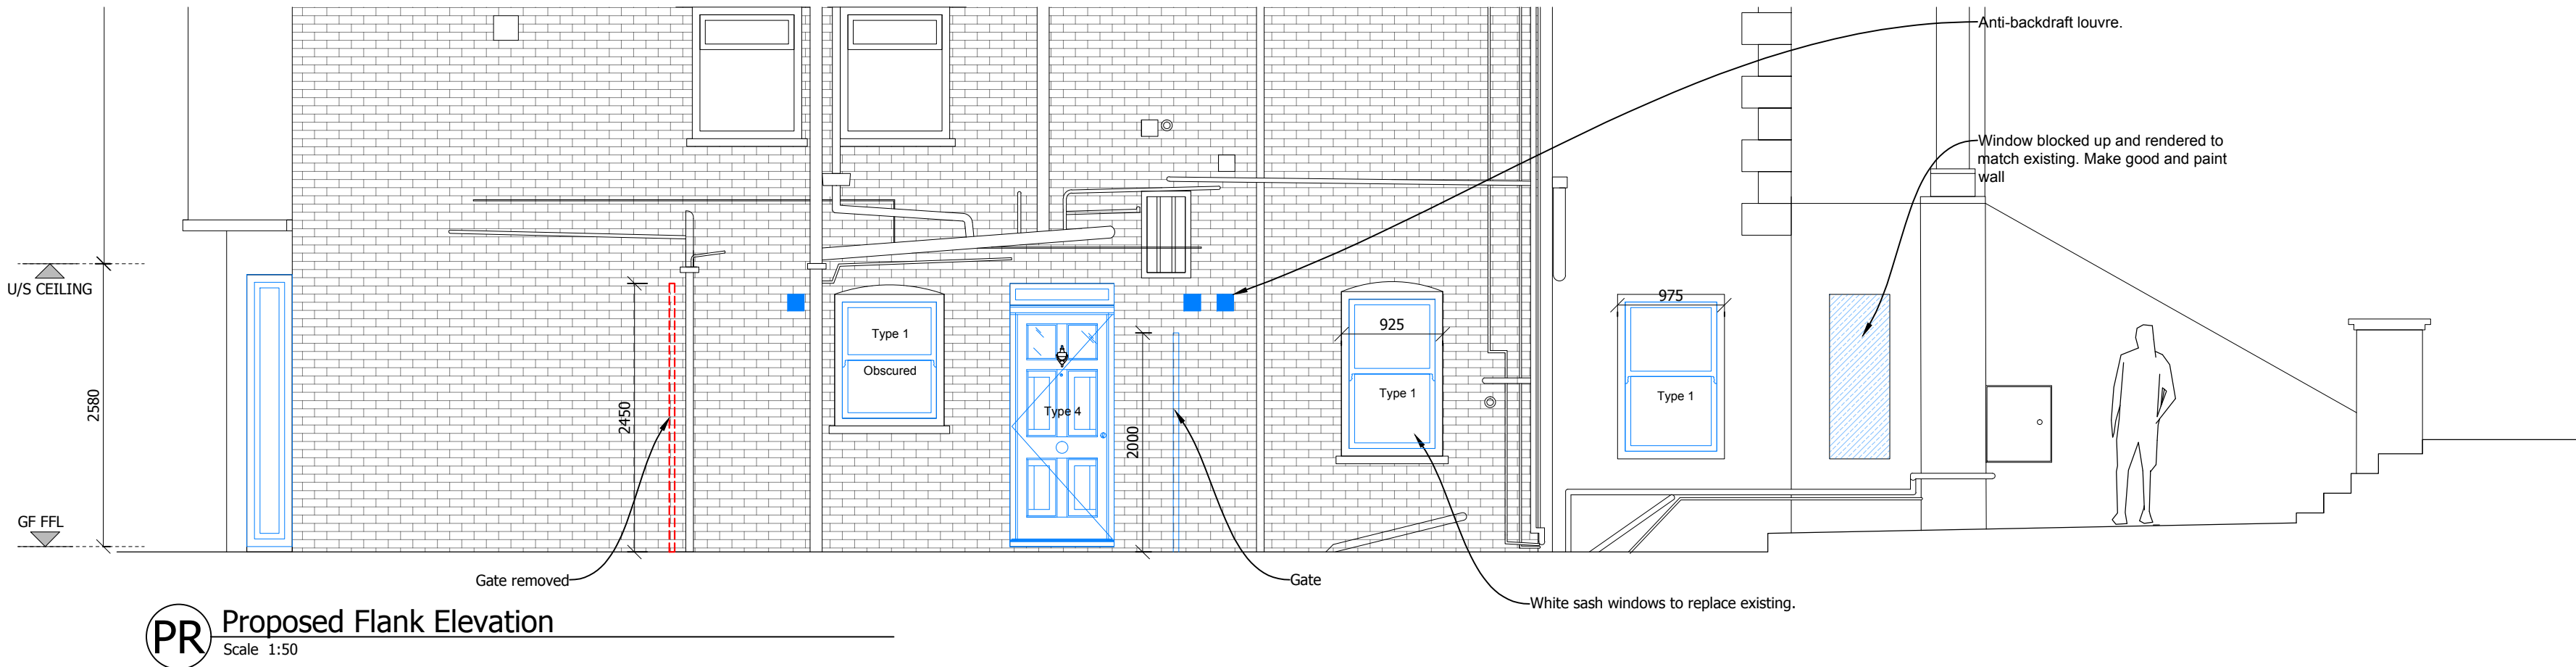 Anti-backdraft louvre.
Window blocked up and rendered to
match existing. Make good and paint
wall
U/S CEILING
975
925
Type 1
Obscured
Type 4
Type 1
Type 1
2580
2450
2000
GF FFL
Gate removed
Gate
White sash windows to replace existing.
PR
Proposed Flank Elevation
Scale 1:50